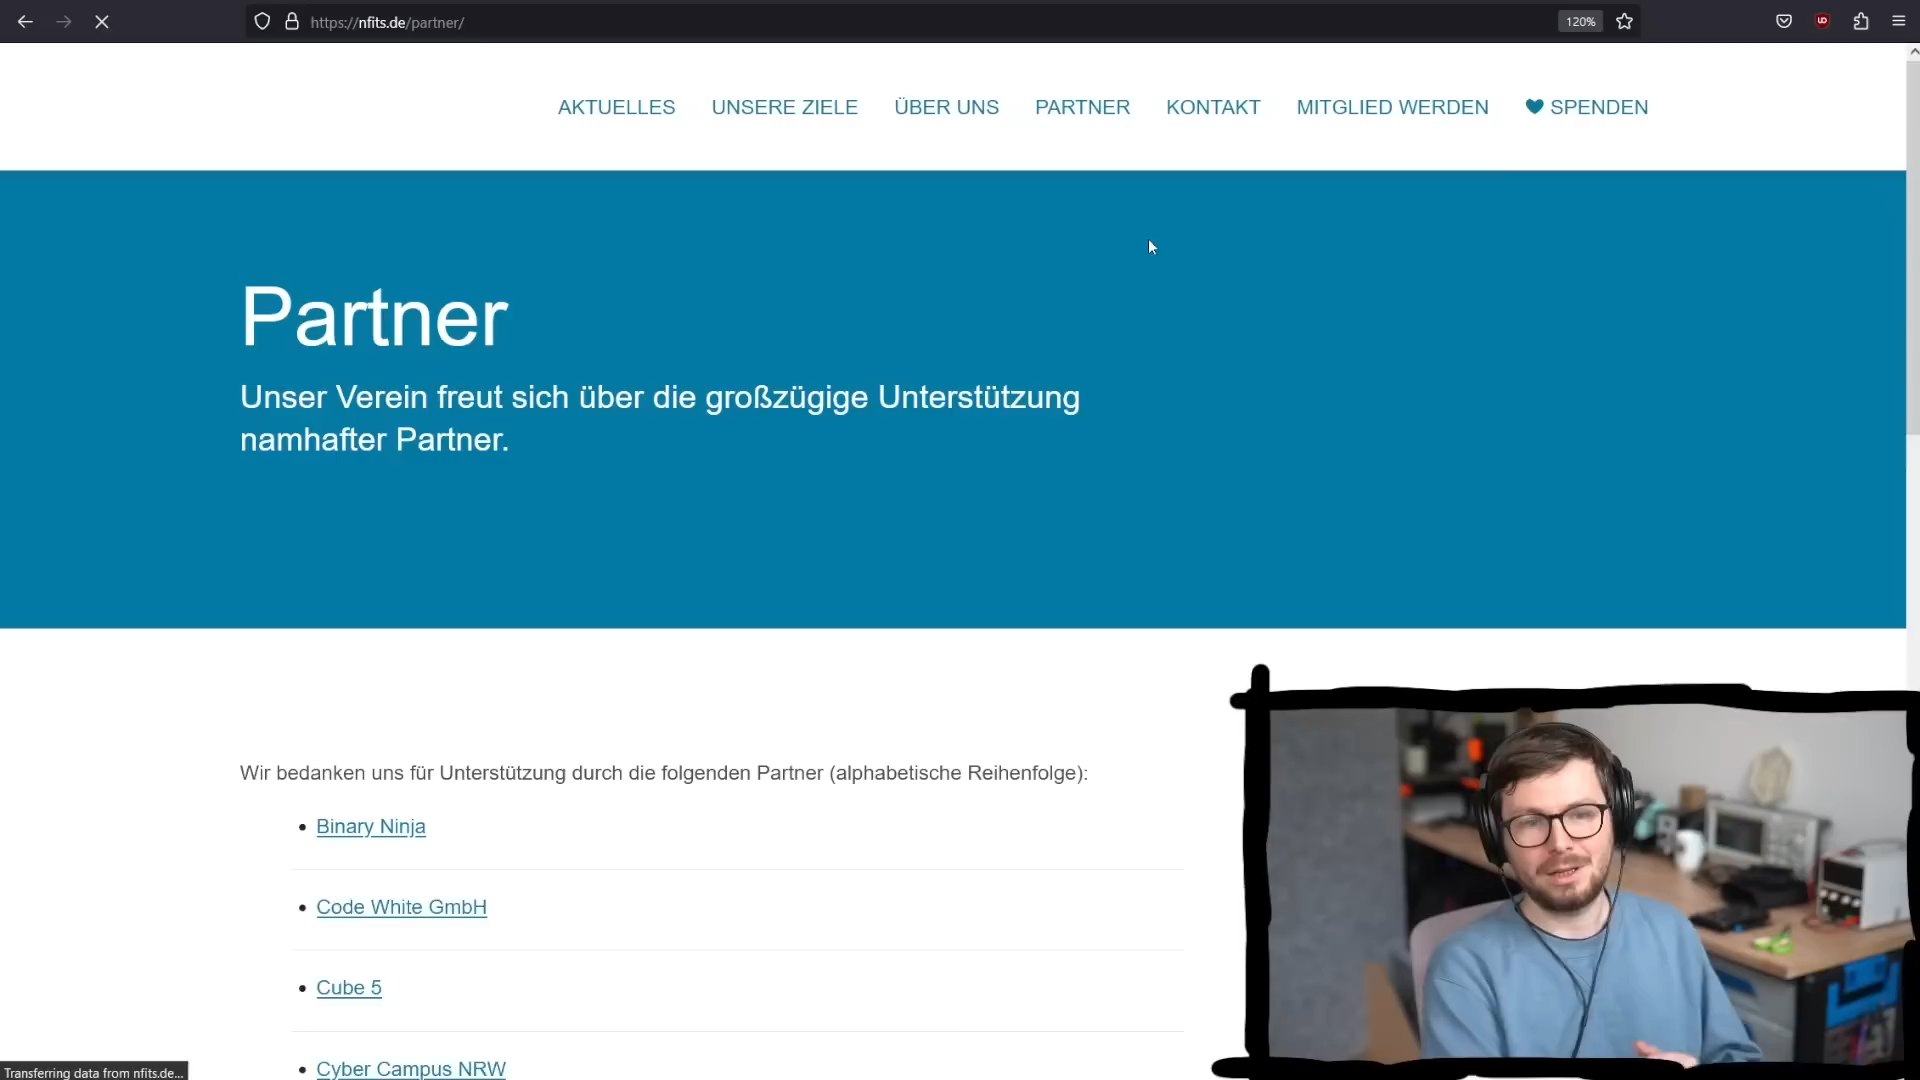 https://nfits.de/partner/
120%
AKTUELLES UNSERE ZIELE ÜBER UNS PARTNER KONTAKT MITGLIED WERDEN SPENDEN
Partner
Unser Verein freut sich über die großzügige Unterstützung
namhafter Partner.
Wir bedanken uns für Unterstützung durch die folgenden Partner (alphabetische Reihenfolge):
Binary Ninja
Code White GmbH
Cube 5
Cyber Campus NRW
Transferring data from nfits.de...